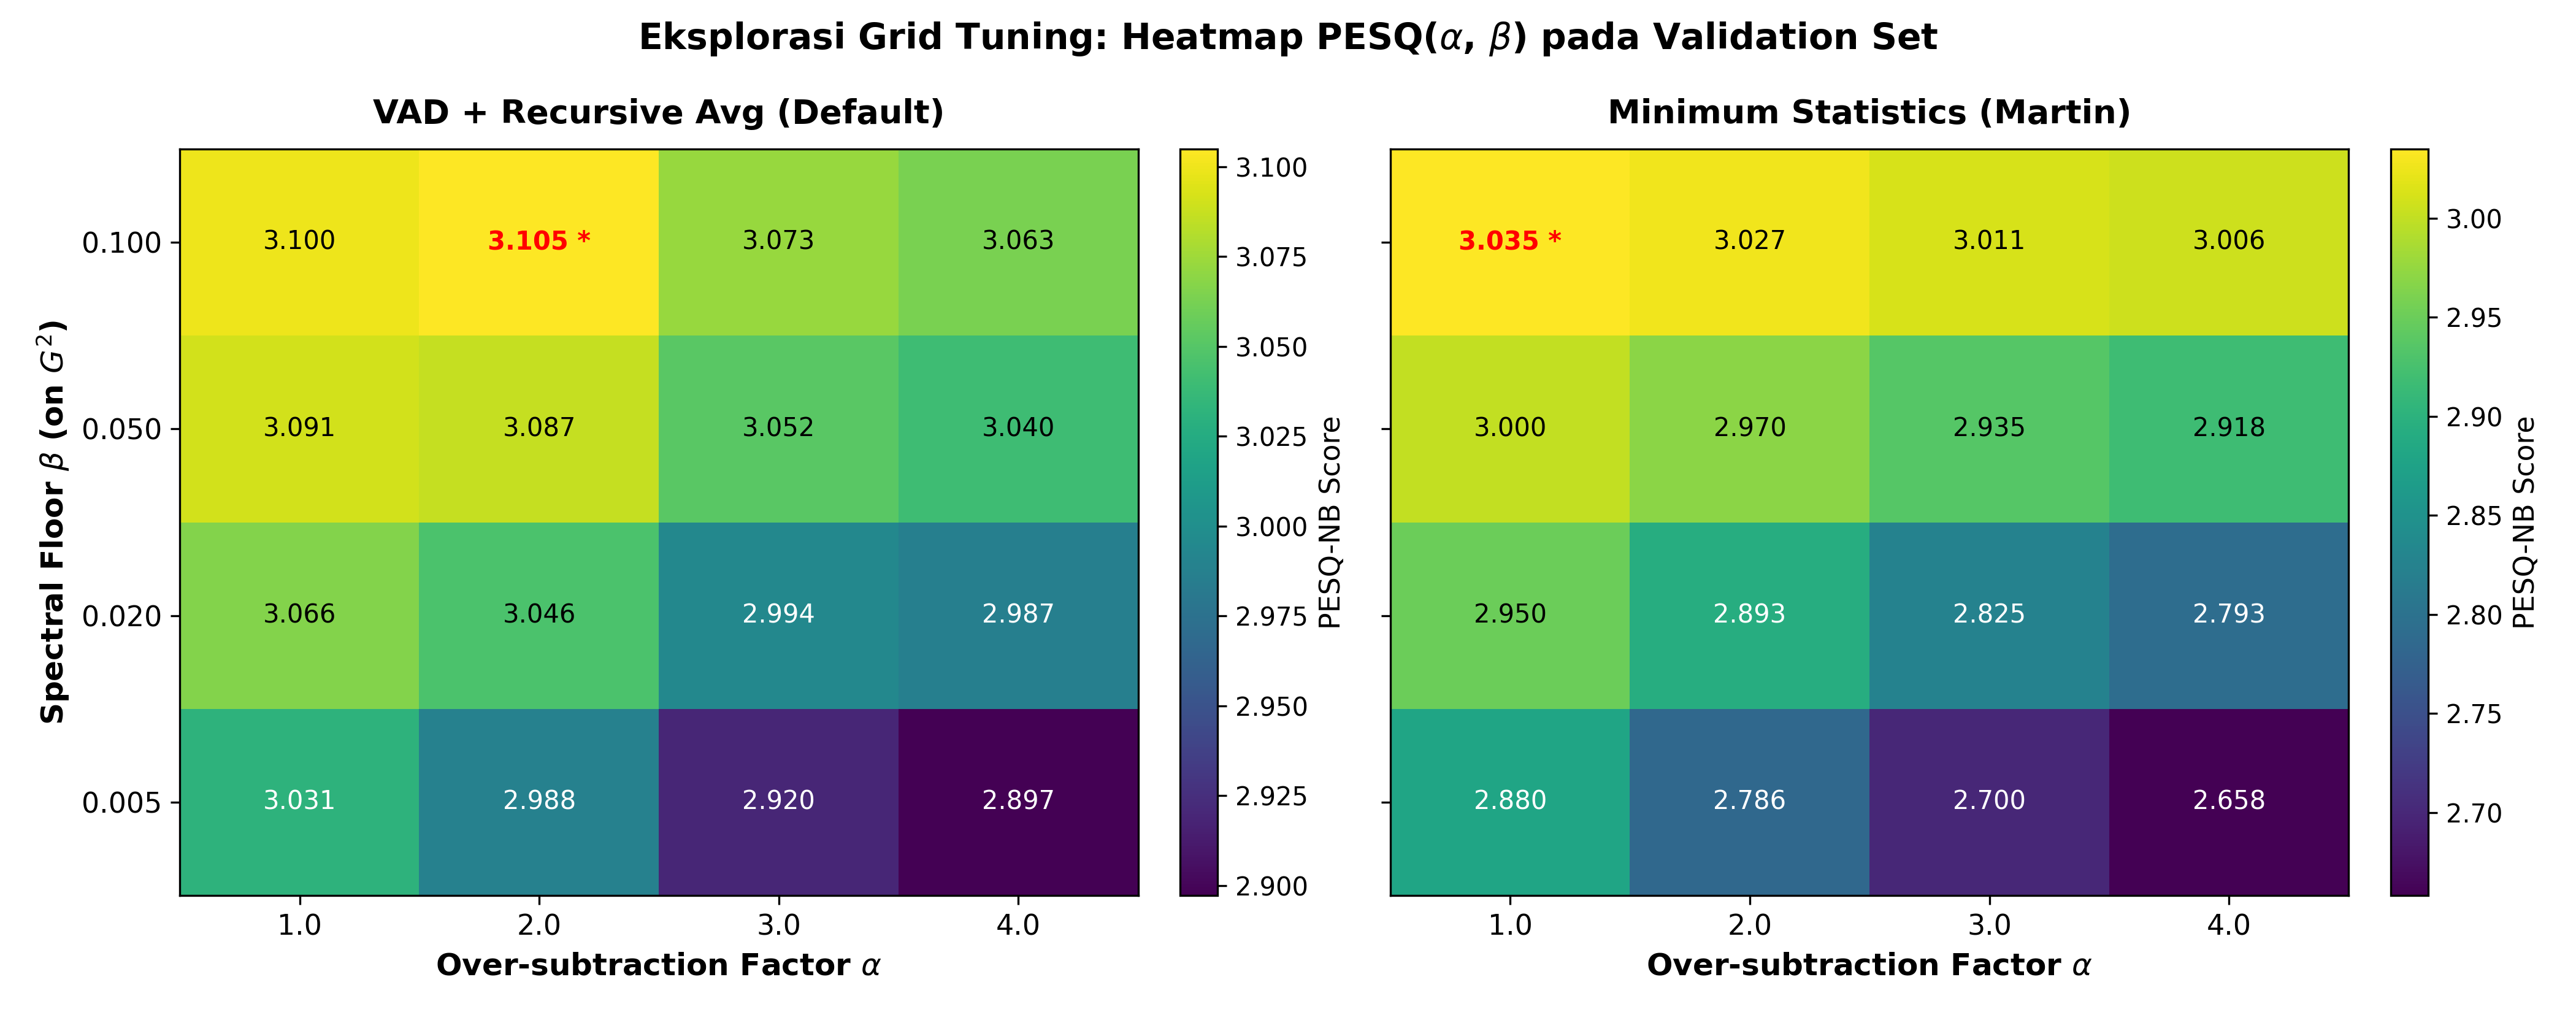 Eksplorasi Grid Tuning: Heatmap PESQ(α, β) pada Validation Set
VAD + Recursive Avg (Default)
Spectral Floor β (on G²)
0.100
3.100 3.105 * 3.073 3.063
0.050
3.091 3.087 3.052 3.040
0.020
3.066 3.046 2.994 2.987
0.005
3.031 2.988 2.920 2.897
1.0 2.0 3.0 4.0
Over-subtraction Factor α
3.100
3.075
3.050
3.025
3.000
2.975
2.950
2.925
2.900
PESQ-NB Score
Minimum Statistics (Martin)
3.035 * 3.027 3.011 3.006
3.000 2.970 2.935 2.918
2.950 2.893 2.825 2.793
2.880 2.786 2.700 2.658
1.0 2.0 3.0 4.0
Over-subtraction Factor α
3.00
2.95
2.90
2.85
2.80
2.75
2.70
PESQ-NB Score